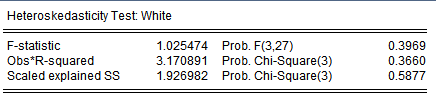 Heteroskedasticity Test: White
F-statistic 1.025474 Prob. F(3,27) 0.3969
Obs*R-squared 3.170891 Prob. Chi-Square(3) 0.3660
Scaled explained SS 1.926982 Prob. Chi-Square(3) 0.5877